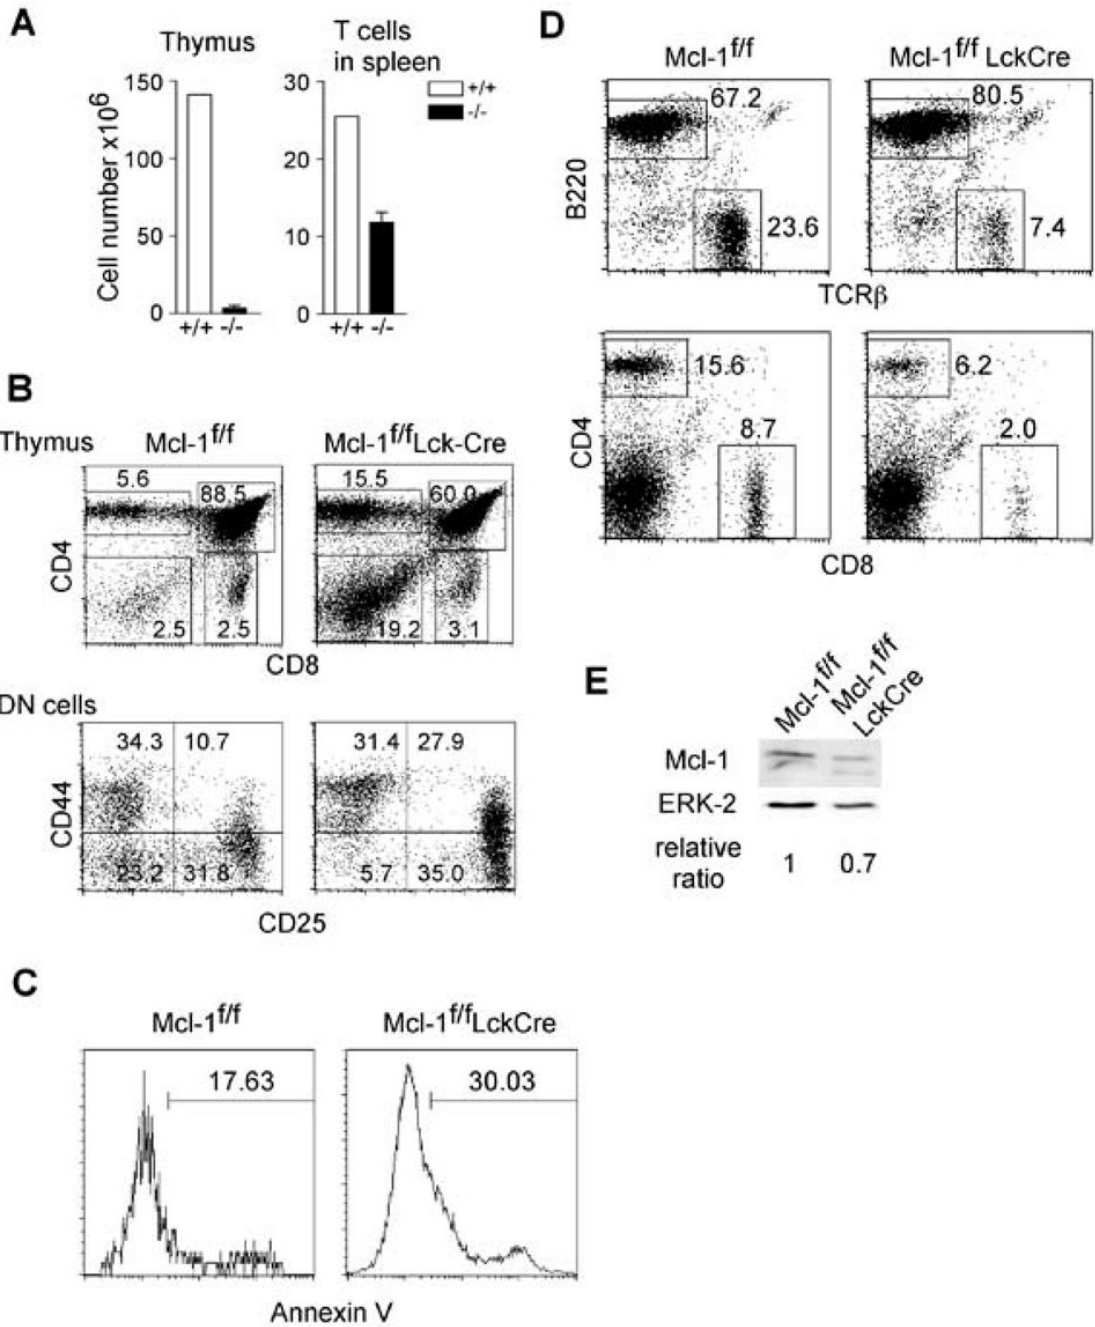 A
Thymus
T cells
in spleen
Cell number x10⁶
150
100
50
0
+/+ -/-
30
20
10
0
+/+ -/-
+/+
-/-
B
Thymus
Mcl-1f/f
Mcl-1f/fLck-Cre
CD4
5.6
88.5
2.5
2.5
15.5
60.0
19.2
3.1
CD8
DN cells
CD44
34.3 10.7
23.2 31.8
31.4 27.9
5.7 35.0
CD25
C
Mcl-1f/f
Mcl-1f/fLckCre
17.63
30.03
Annexin V
D
Mcl-1f/f
Mcl-1f/f LckCre
B220
67.2
23.6
80.5
7.4
TCRβ
CD4
15.6
8.7
6.2
2.0
CD8
E
Mcl-1f/f
Mcl-1f/f
LckCre
Mcl-1
ERK-2
relative
ratio
1 0.7